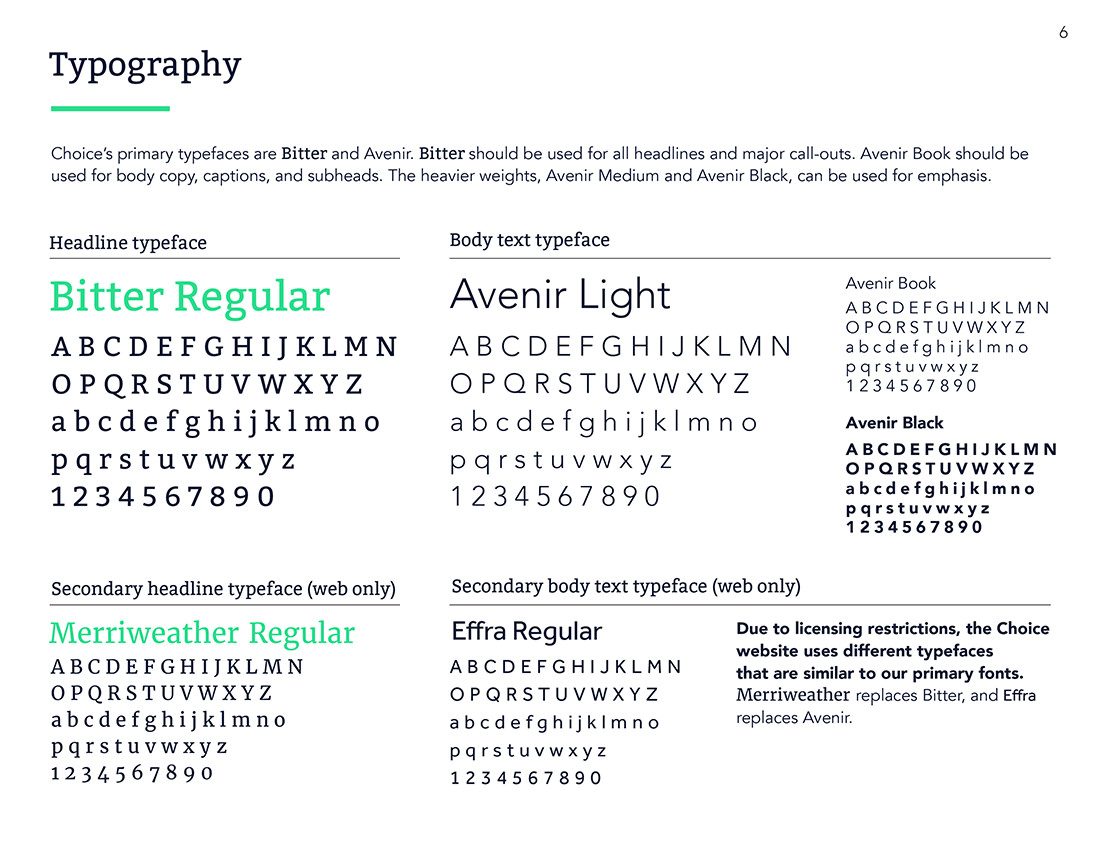 6
Typography
Choice‘s primary typefaces are Bitter and Avenir. Bitter should be used for all headlines and major call-outs. Avenir Book should be
used for body copy, captions, and subheads. The heavier weights, Avenir Medium and Avenir Black, can be used for emphasis.
Headline typeface
Bitter Regular
A B C D E F G H I J K L M N
O P Q R S T U V W X Y Z
a b c d e f g h i j k l m n o
p q r s t u v w x y z
1 2 3 4 5 6 7 8 9 0
Body text typeface
Avenir Light
A B C D E F G H I J K L M N
O P Q R S T U V W X Y Z
a b c d e f g h i j k l m n o
p q r s t u v w x y z
1 2 3 4 5 6 7 8 9 0
Avenir Book
A B C D E F G H I J K L M N
O P Q R S T U V W X Y Z
a b c d e f g h i j k l m n o
p q r s t u v w x y z
1 2 3 4 5 6 7 8 9 0
Avenir Black
A B C D E F G H I J K L M N
O P Q R S T U V W X Y Z
a b c d e f g h i j k l m n o
p q r s t u v w x y z
1 2 3 4 5 6 7 8 9 0
Secondary headline typeface (web only)
Merriweather Regular
A B C D E F G H I J K L M N
O P Q R S T U V W X Y Z
a b c d e f g h i j k l m n o
p q r s t u v w x y z
1 2 3 4 5 6 7 8 9 0
Secondary body text typeface (web only)
Effra Regular
A B C D E F G H I J K L M N
O P Q R S T U V W X Y Z
a b c d e f g h i j k l m n o
p q r s t u v w x y z
1 2 3 4 5 6 7 8 9 0
Due to licensing restrictions, the Choice
website uses different typefaces
that are similar to our primary fonts.
Merriweather replaces Bitter, and Effra
replaces Avenir.